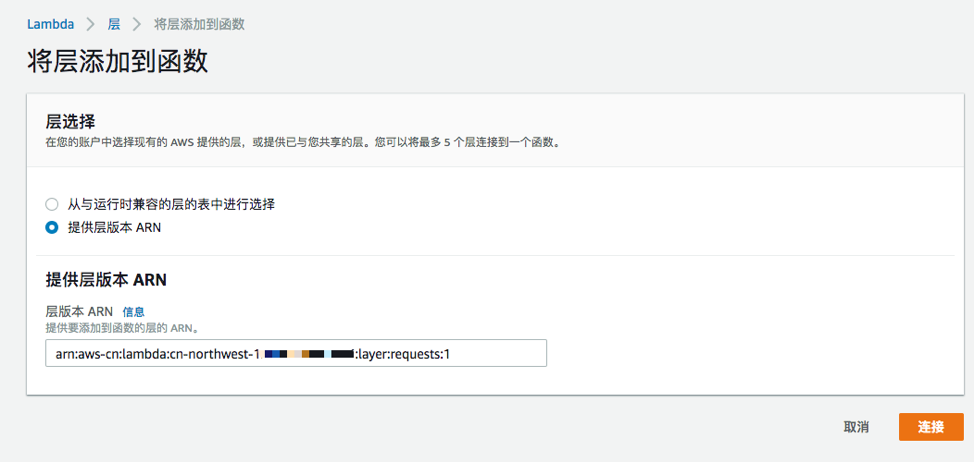 Lambda > 层 > 将层添加到函数
将层添加到函数
层选择
在您的账户中选择现有的 AWS 提供的层，或提供已与您共享的层。您可以将最多 5 个层连接到一个函数。
从与运行时兼容的层的表中进行选择
提供层版本 ARN
提供层版本 ARN
层版本 ARN 信息
提供要添加到函数的层的 ARN。
arn:aws-cn:lambda:cn-northwest-1 :layer:requests:1
取消 连接